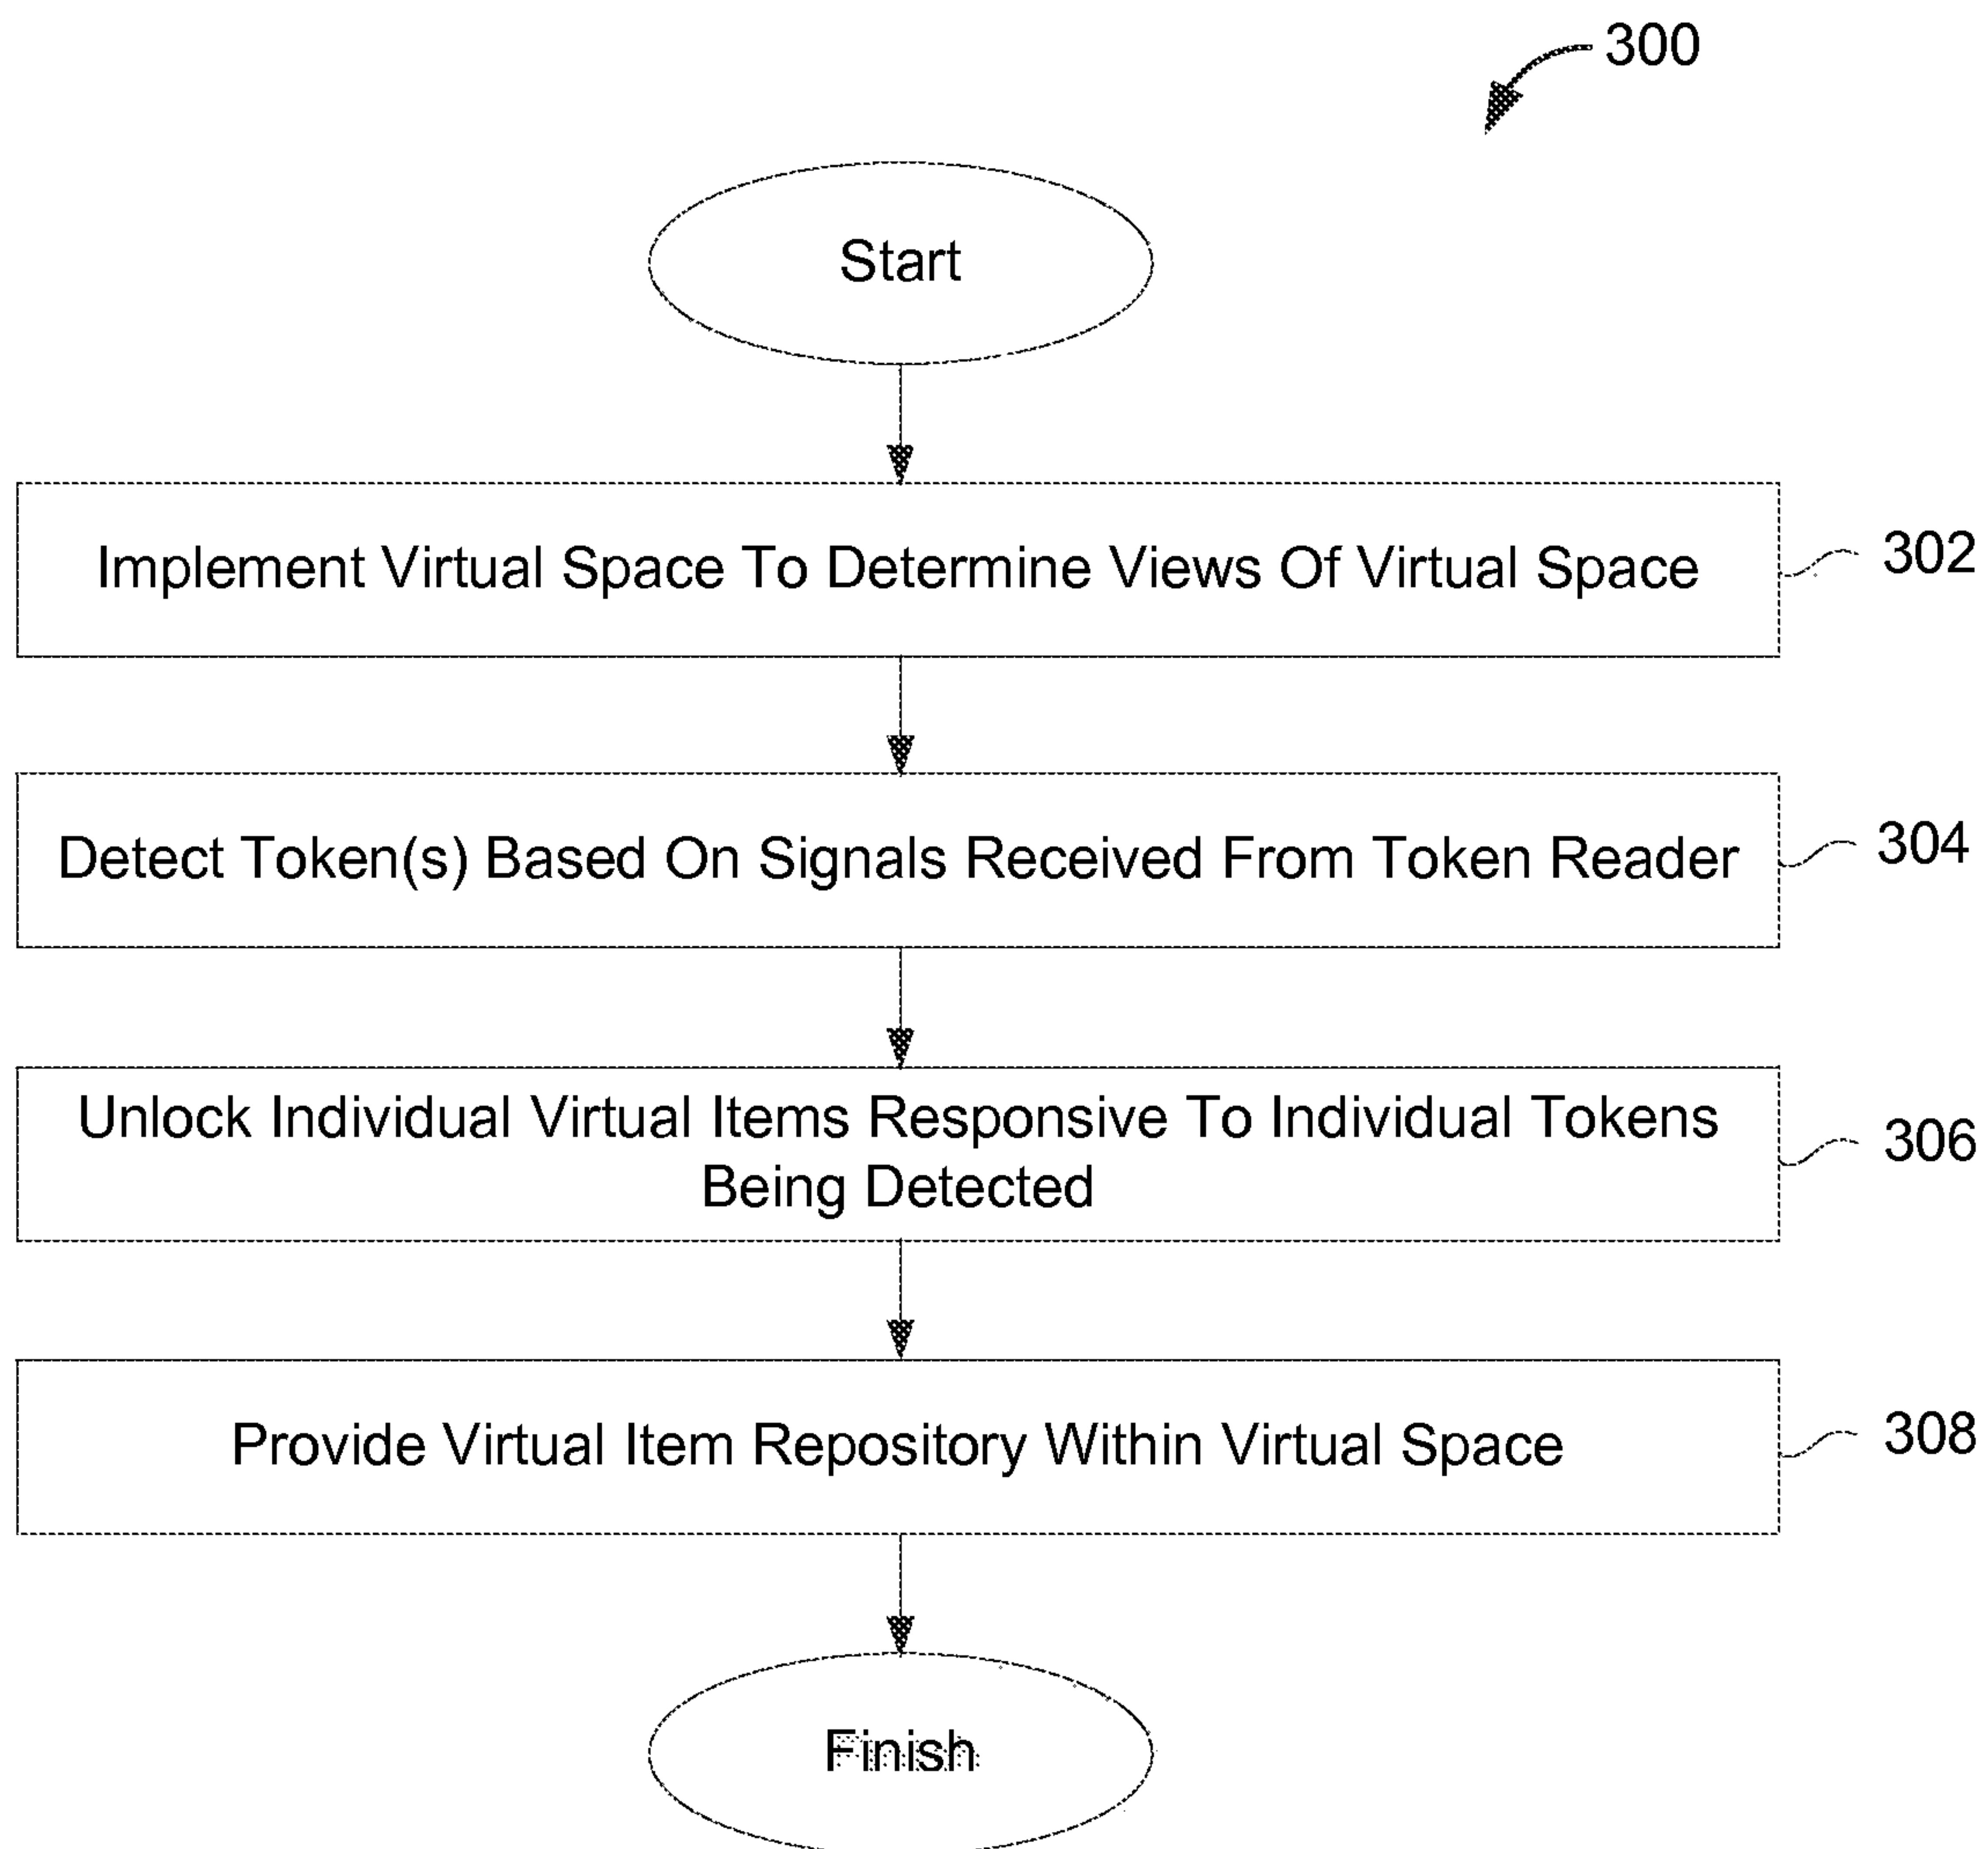 300
Start
Implement Virtual Space To Determine Views Of Virtual Space
302
Detect Token(s) Based On Signals Received From Token Reader
304
Unlock Individual Virtual Items Responsive To Individual Tokens
Being Detected
306
Provide Virtual Item Repository Within Virtual Space
308
Finish